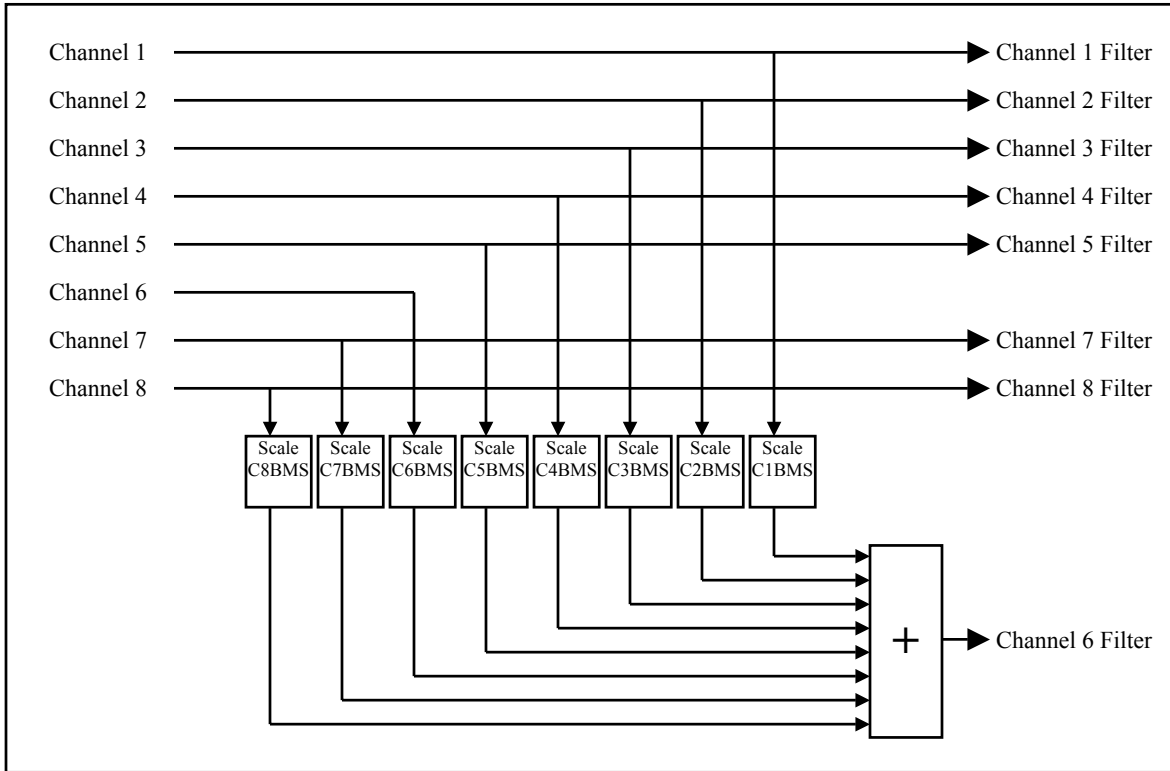 Channel 1 Channel 1 Filter
Channel 2 Channel 2 Filter
Channel 3 Channel 3 Filter
Channel 4 Channel 4 Filter
Channel 5 Channel 5 Filter
Channel 6
Channel 7 Channel 7 Filter
Channel 8 Channel 8 Filter
Scale Scale Scale Scale Scale Scale Scale Scale
C8BMS C7BMS C6BMS C5BMS C4BMS C3BMS C2BMS C1BMS
+ Channel 6 Filter